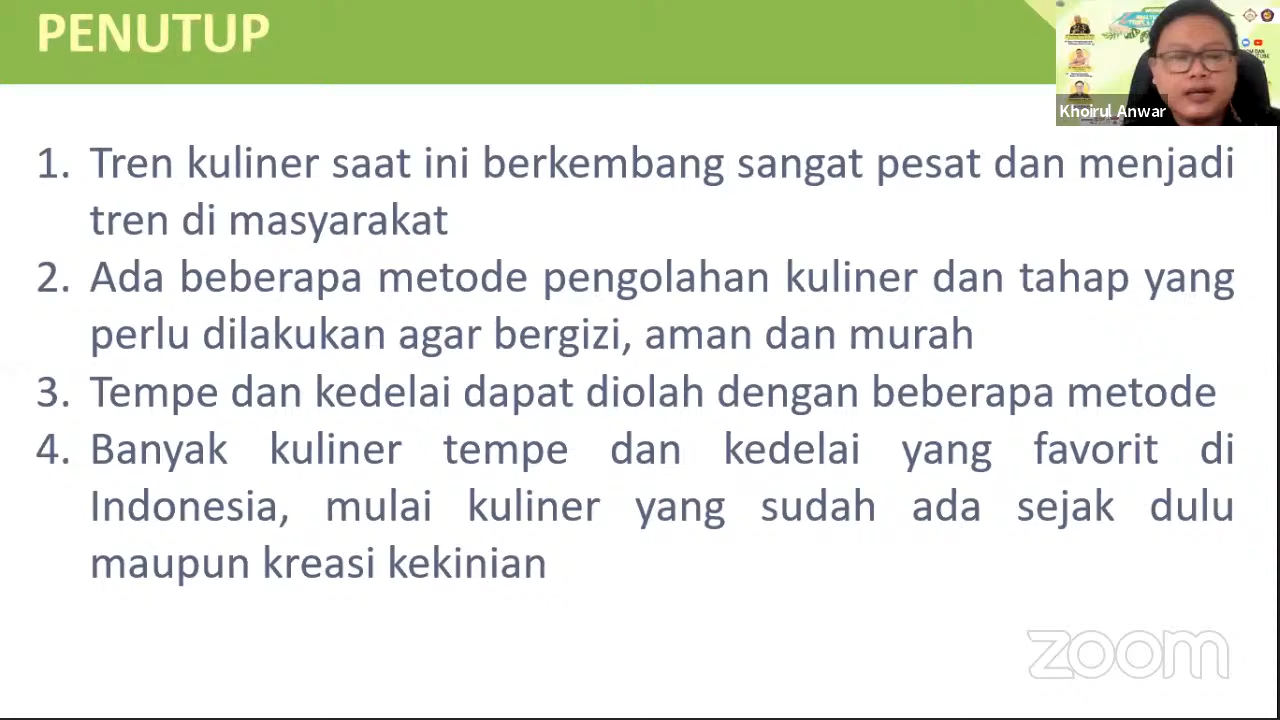 PENUTUP
Khoirul Anwar
1. Tren kuliner saat ini berkembang sangat pesat dan menjadi
tren di masyarakat
2. Ada beberapa metode pengolahan kuliner dan tahap yang
perlu dilakukan agar bergizi, aman dan murah
3. Tempe dan kedelai dapat diolah dengan beberapa metode
4. Banyak kuliner tempe dan kedelai yang favorit di
Indonesia, mulai kuliner yang sudah ada sejak dulu
maupun kreasi kekinian
zoom